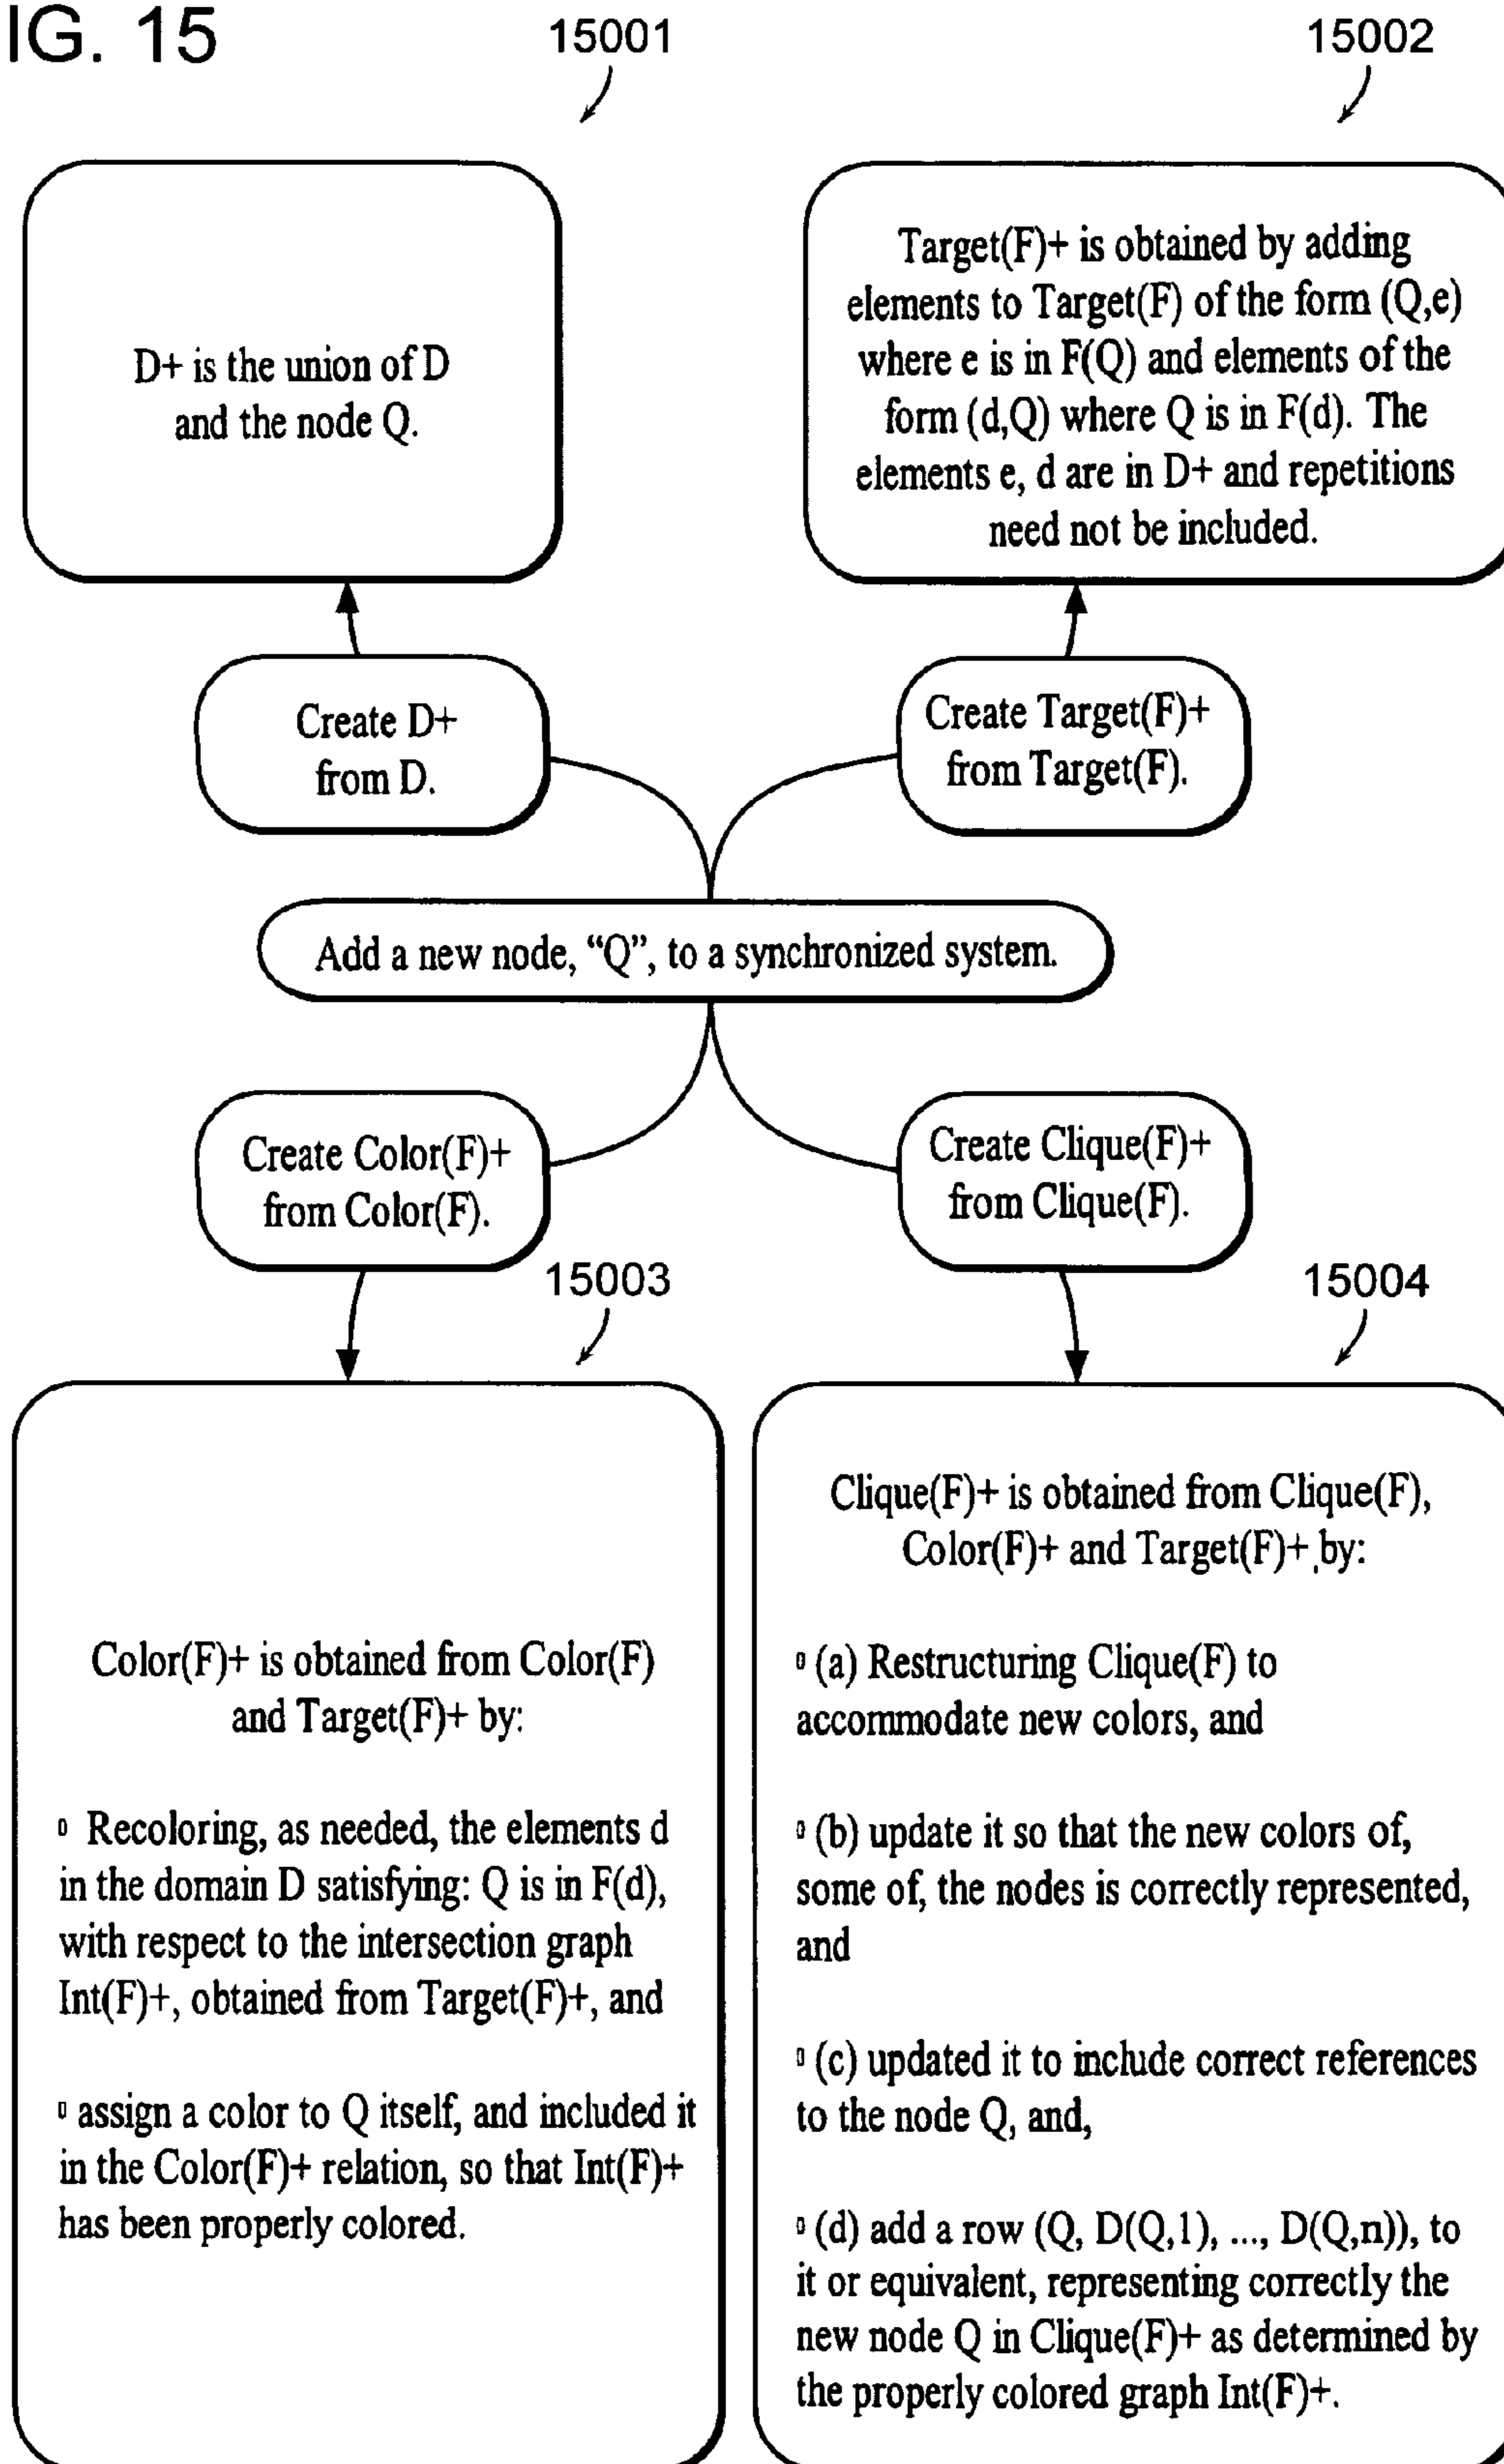 IG. 15
15001
15002
D+ is the union of D
and the node Q.
Target(F)+ is obtained by adding
elements to Target(F) of the form (Q,e)
where e is in F(Q) and elements of the
form (d,Q) where Q is in F(d). The
elements e, d are in D+ and repetitions
need not be included.
Create D+
from D.
Create Target(F)+
from Target(F).
Add a new node, “Q”, to a synchronized system.
Create Color(F)+
from Color(F).
Create Clique(F)+
from Clique(F).
15003
15004
Color(F)+ is obtained from Color(F)
and Target(F)+ by:
▯ Recoloring, as needed, the elements d
in the domain D satisfying: Q is in F(d),
with respect to the intersection graph
Int(F)+, obtained from Target(F)+, and
▯ assign a color to Q itself, and included it
in the Color(F)+ relation, so that Int(F)+
has been properly colored.
Clique(F)+ is obtained from Clique(F),
Color(F)+ and Target(F)+ by:
▯ (a) Restructuring Clique(F) to
accommodate new colors, and
▯ (b) update it so that the new colors of,
some of, the nodes is correctly represented,
and
▯ (c) updated it to include correct references
to the node Q, and,
▯ (d) add a row (Q, D(Q,1), ..., D(Q,n)), to
it or equivalent, representing correctly the
new node Q in Clique(F)+ as determined by
the properly colored graph Int(F)+.